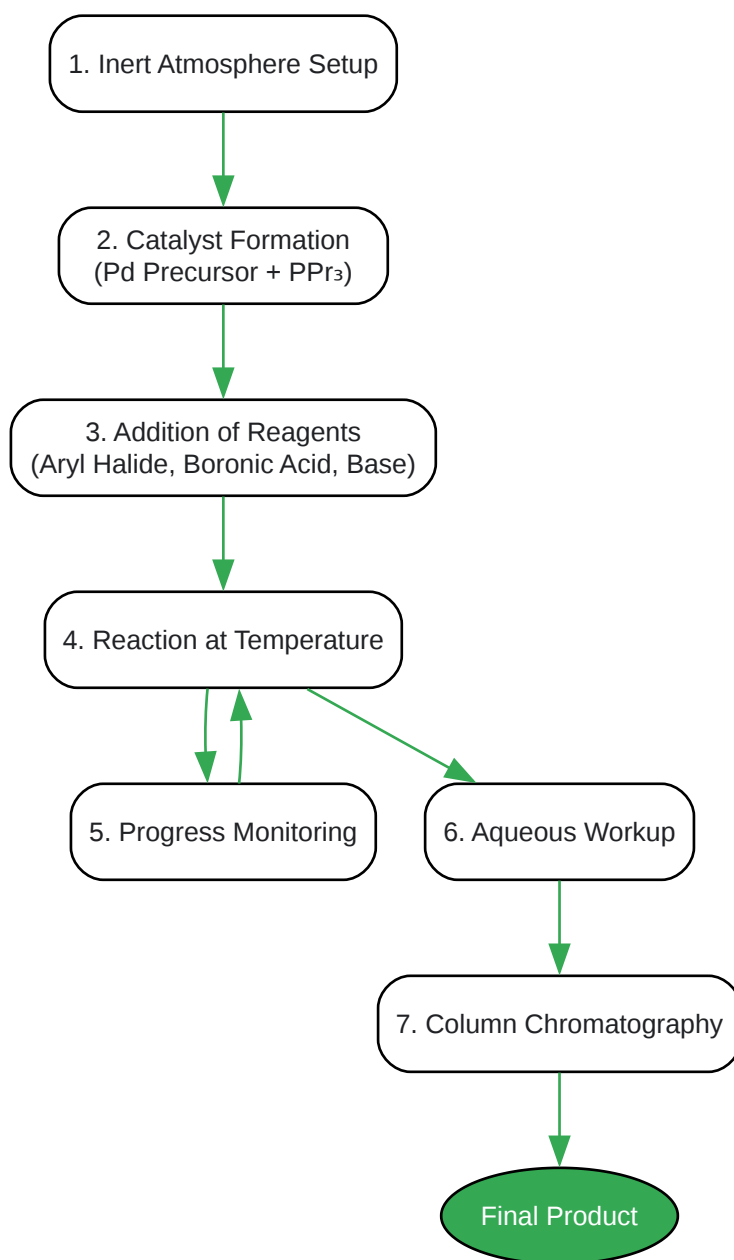 1. Inert Atmosphere Setup
2. Catalyst Formation
(Pd Precursor + PPr₃)
3. Addition of Reagents
(Aryl Halide, Boronic Acid, Base)
4. Reaction at Temperature
5. Progress Monitoring
6. Aqueous Workup
7. Column Chromatography
Final Product